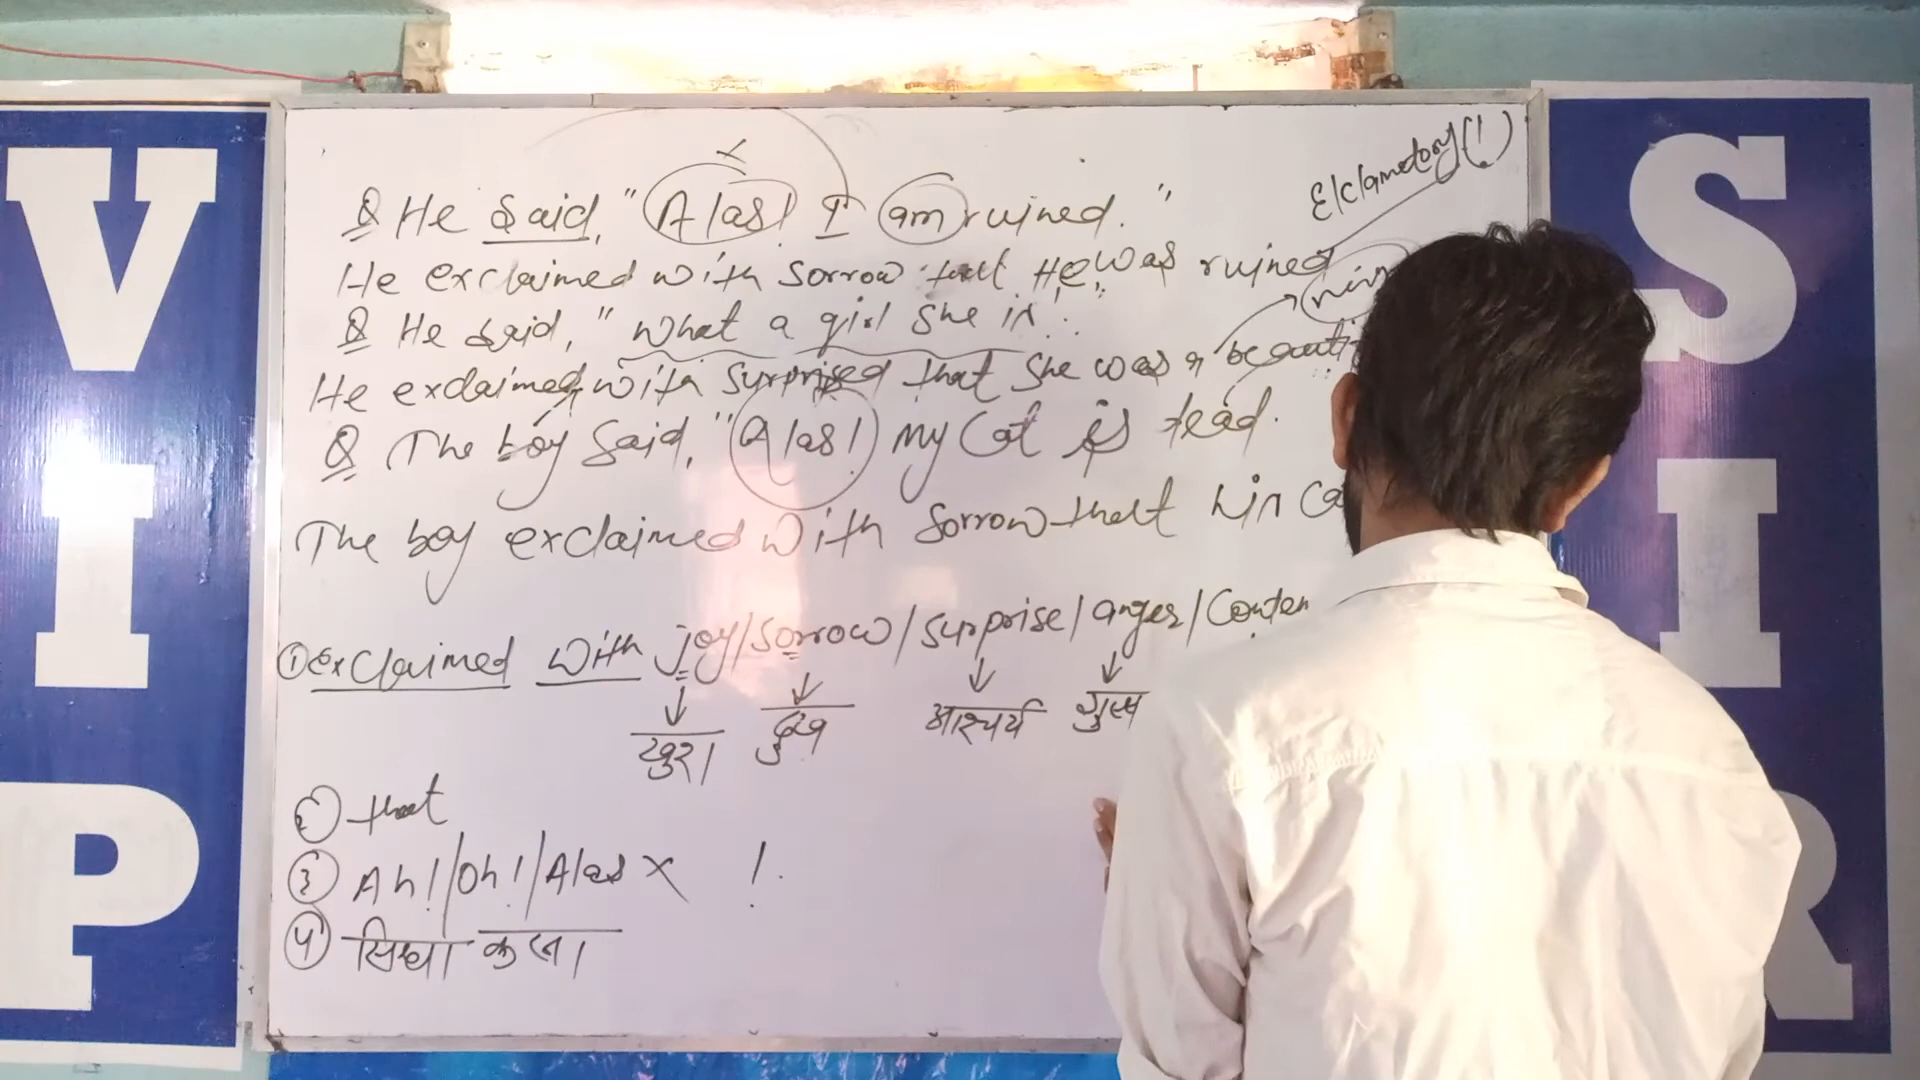 VIP
SIR
Exclamatory (!)
Q He said, "Alas! I am ruined."
He exclaimed with sorrow that He was ruined
Q He said, "what a girl she is."
He exclaimed with surprised that she was a beauti
Q The boy said, "Alas! My Cat is dead.
The boy exclaimed with sorrow that his Ca
① exclaimed with joy/sorrow/surprise/anger/Contem
खुशी दुख आश्चर्य गुस्स
② that
③ Ah!/Oh!/Alas × !
④